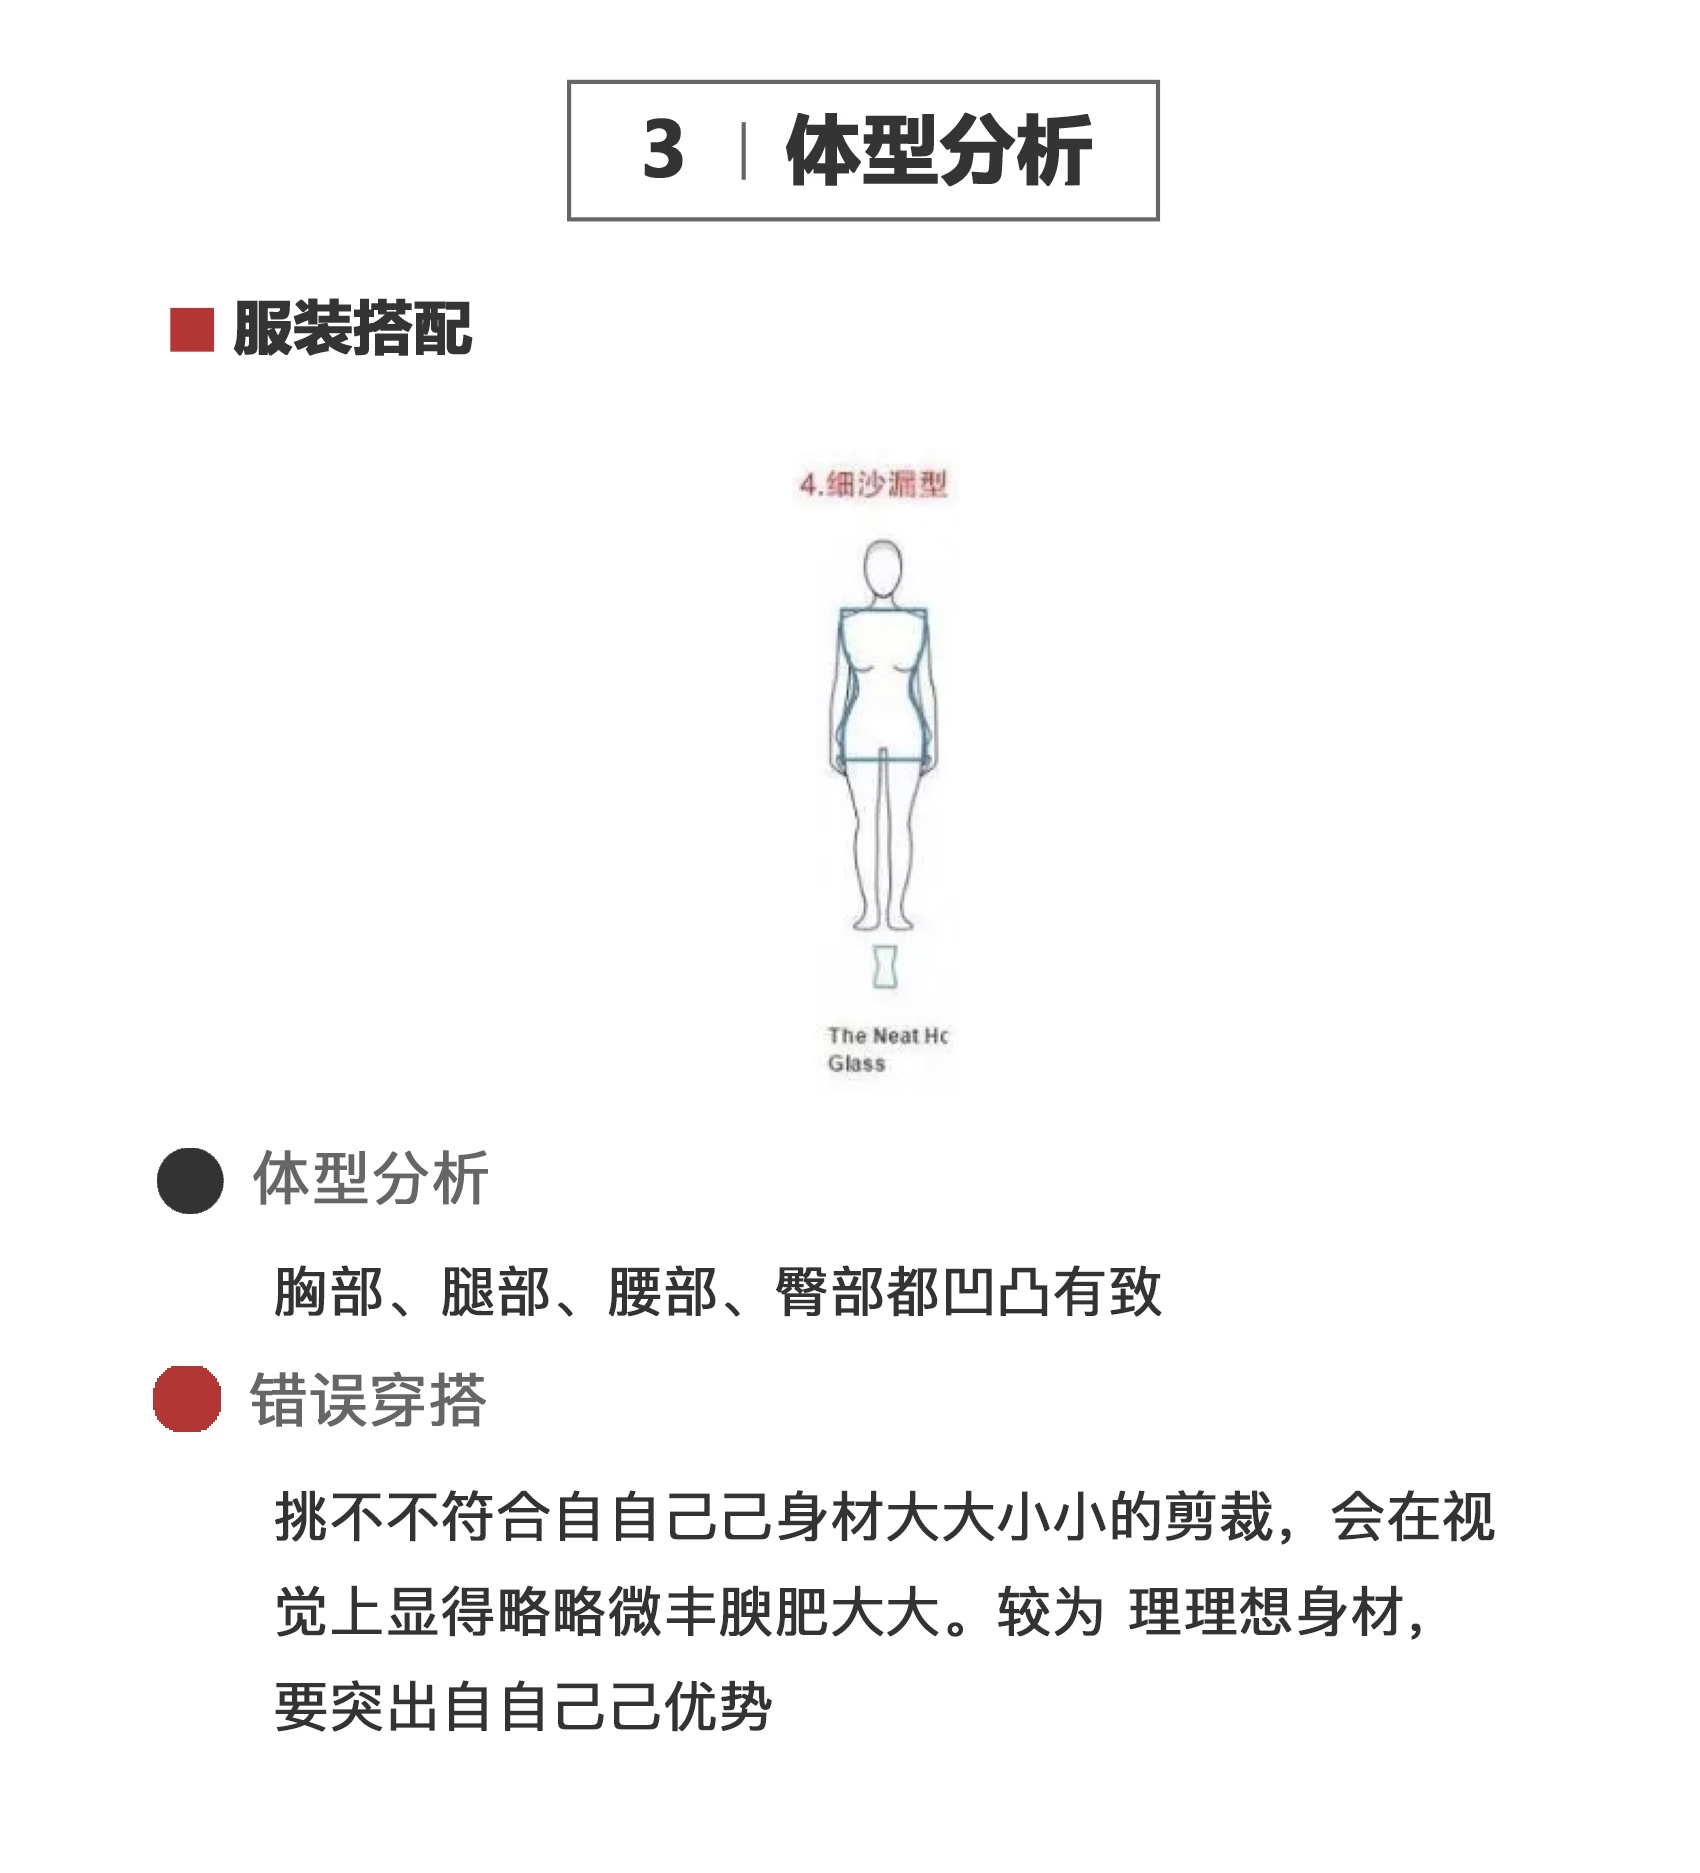 3 | 体型分析
服装搭配
4.细沙漏型
The Neat Hc
Glass
体型分析
胸部、腿部、腰部、臀部都凹凸有致
错误穿搭
挑不不符合自自己己身材大大小小的剪裁，会在视
觉上显得略略微丰腴肥大大。较为 理理想身材，
要突出自自己己优势